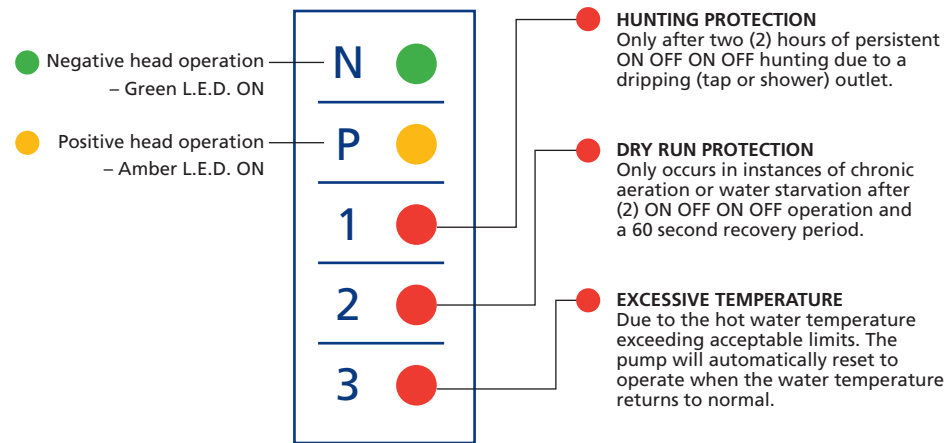 Negative head operation
– Green L.E.D. ON
Positive head operation
– Amber L.E.D. ON
N
P
1
2
3
HUNTING PROTECTION
Only after two (2) hours of persistent
ON OFF ON OFF hunting due to a
dripping (tap or shower) outlet.
DRY RUN PROTECTION
Only occurs in instances of chronic
aeration or water starvation after
(2) ON OFF ON OFF operation and
a 60 second recovery period.
EXCESSIVE TEMPERATURE
Due to the hot water temperature
exceeding acceptable limits. The
pump will automatically reset to
operate when the water temperature
returns to normal.